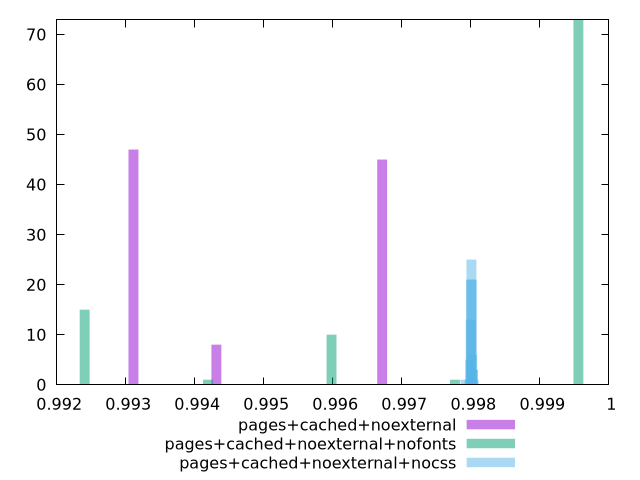 70
60
50
40
30
20
10
0
0.992 0.993 0.994 0.995 0.996 0.997 0.998 0.999 1
pages+cached+noexternal
pages+cached+noexternal+nofonts
pages+cached+noexternal+nocss